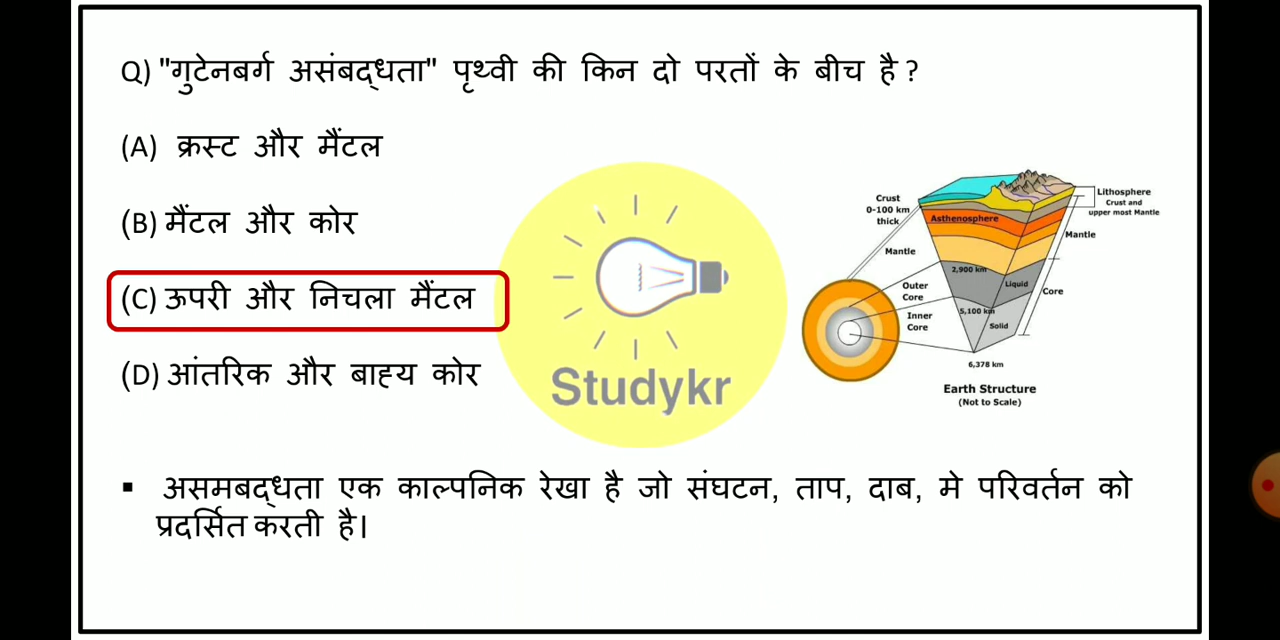 Q) "गुटेनबर्ग असंबद्धता" पृथ्वी की किन दो परतों के बीच है ?
(A) क्रस्ट और मैंटल
(B) मैंटल और कोर
(C) ऊपरी और निचला मैंटल
(D) आंतरिक और बाह्य कोर
Crust
0-100 km
thick
Asthenosphere
Lithosphere
Crust and
upper most Mantle
Mantle
Mantle
2,900 km
Liquid
Outer
Core
Core
Inner
Core
5,100 km
Solid
6,378 km
Earth Structure
(Not to Scale)
Studykr
▪ असमबद्धता एक काल्पनिक रेखा है जो संघटन, ताप, दाब, मे परिवर्तन को
प्रदर्सित करती है।